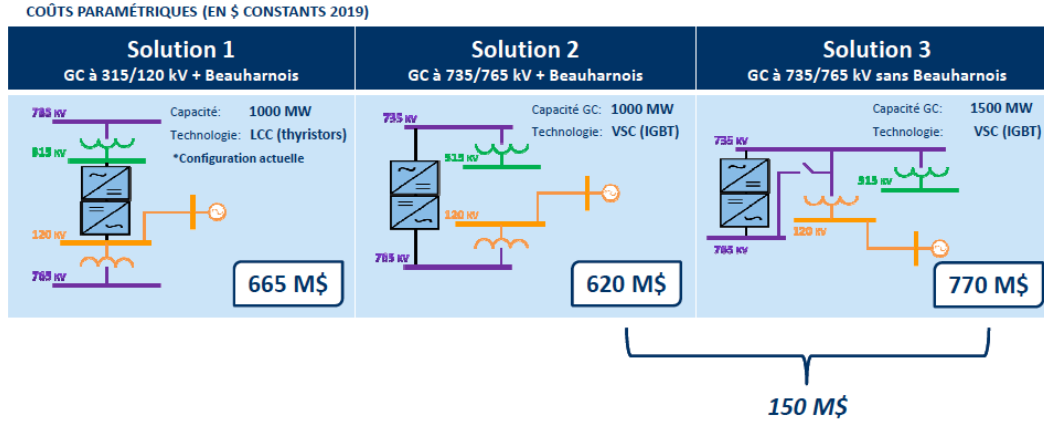 COÛTS PARAMÉTRIQUES (EN $ CONSTANTS 2019)
Solution 1
GC à 315/120 kV + Beauharnois
Capacité: 1000 MW
Technologie: LCC (thyristors)
*Configuration actuelle
735 KV
315 KV
120 KV
765 KV
665 M$
Solution 2
GC à 735/765 kV + Beauharnois
Capacité GC: 1000 MW
Technologie: VSC (IGBT)
735 KV
315 KV
120 KV
765 KV
620 M$
Solution 3
GC à 735/765 kV sans Beauharnois
Capacité GC: 1500 MW
Technologie: VSC (IGBT)
735 KV
315 KV
120 KV
765 KV
770 M$
150 M$